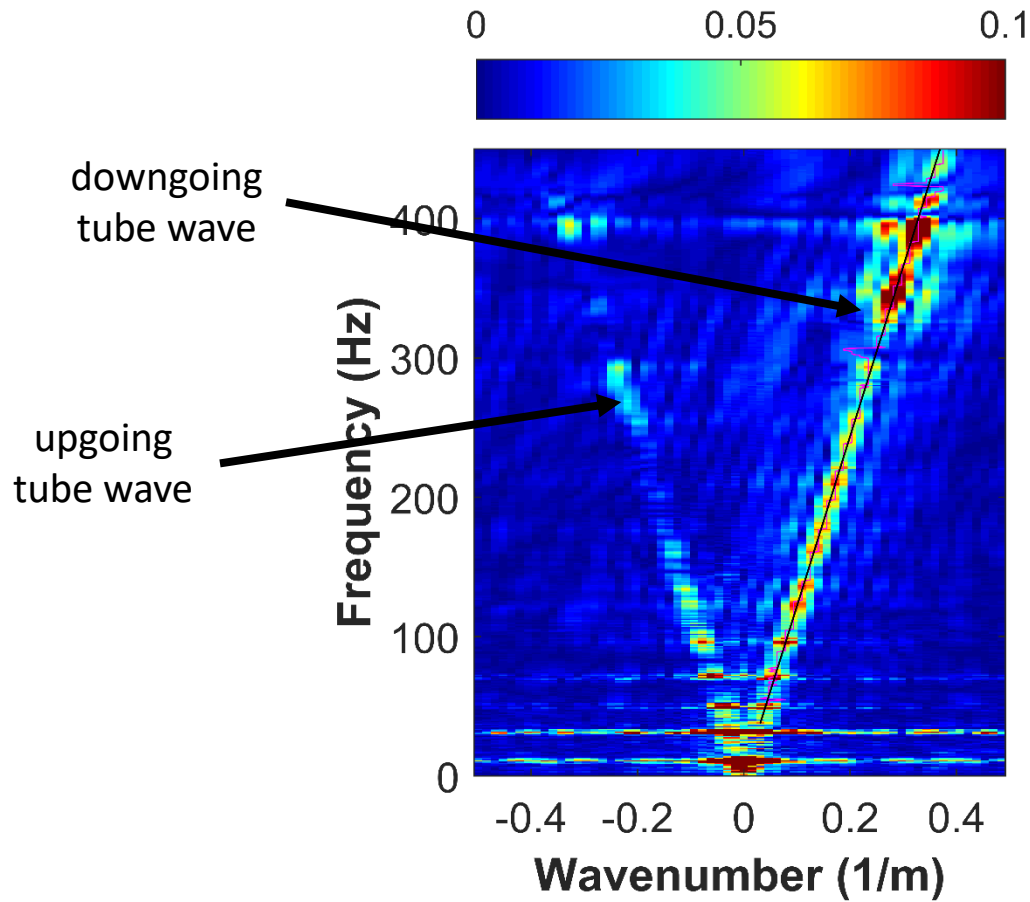 0 0.05 0.1
downgoing
tube wave
upgoing
tube wave
Frequency (Hz)
400
300
200
100
0
-0.4 -0.2 0 0.2 0.4
Wavenumber (1/m)